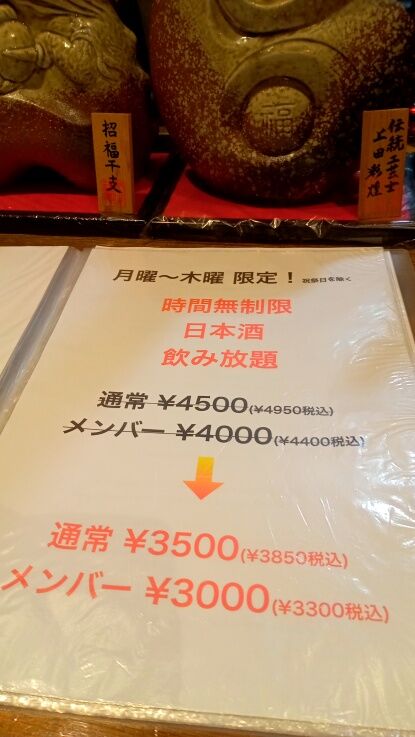 招福干支
伝統工芸士
上田彩煌
月曜〜木曜 限定！ 祝祭日を除く
時間無制限
日本酒
飲み放題
通常 ¥4500(¥4950税込)
メンバー ¥4000(¥4400税込)
通常 ¥3500(¥3850税込)
メンバー ¥3000(¥3300税込)